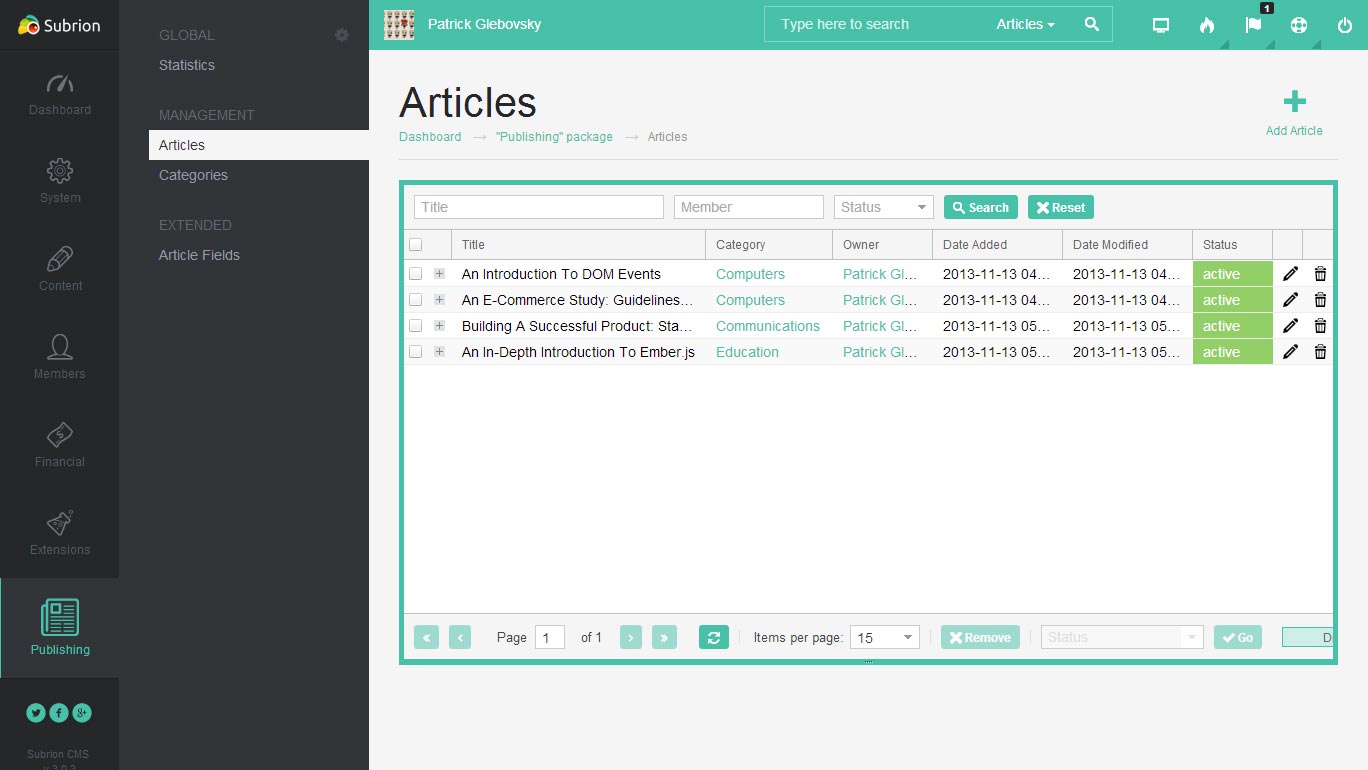 Subrion
Dashboard
System
Content
Members
Financial
Extensions
Publishing
Subrion CMS
v 3.0.3
GLOBAL
Statistics
MANAGEMENT
Articles
Categories
EXTENDED
Article Fields
Patrick Glebovsky
Type here to search Articles
1
Articles
Add Article
Dashboard → "Publishing" package → Articles
Title Member Status Search Reset
Title Category Owner Date Added Date Modified Status
An Introduction To DOM Events Computers Patrick Gl... 2013-11-13 04... 2013-11-13 04... active
An E-Commerce Study: Guidelines... Computers Patrick Gl... 2013-11-13 04... 2013-11-13 04... active
Building A Successful Product: Sta... Communications Patrick Gl... 2013-11-13 05... 2013-11-13 05... active
An In-Depth Introduction To Ember.js Education Patrick Gl... 2013-11-13 05... 2013-11-13 05... active
« ‹ Page 1 of 1 › » Items per page: 15 Remove Status Go